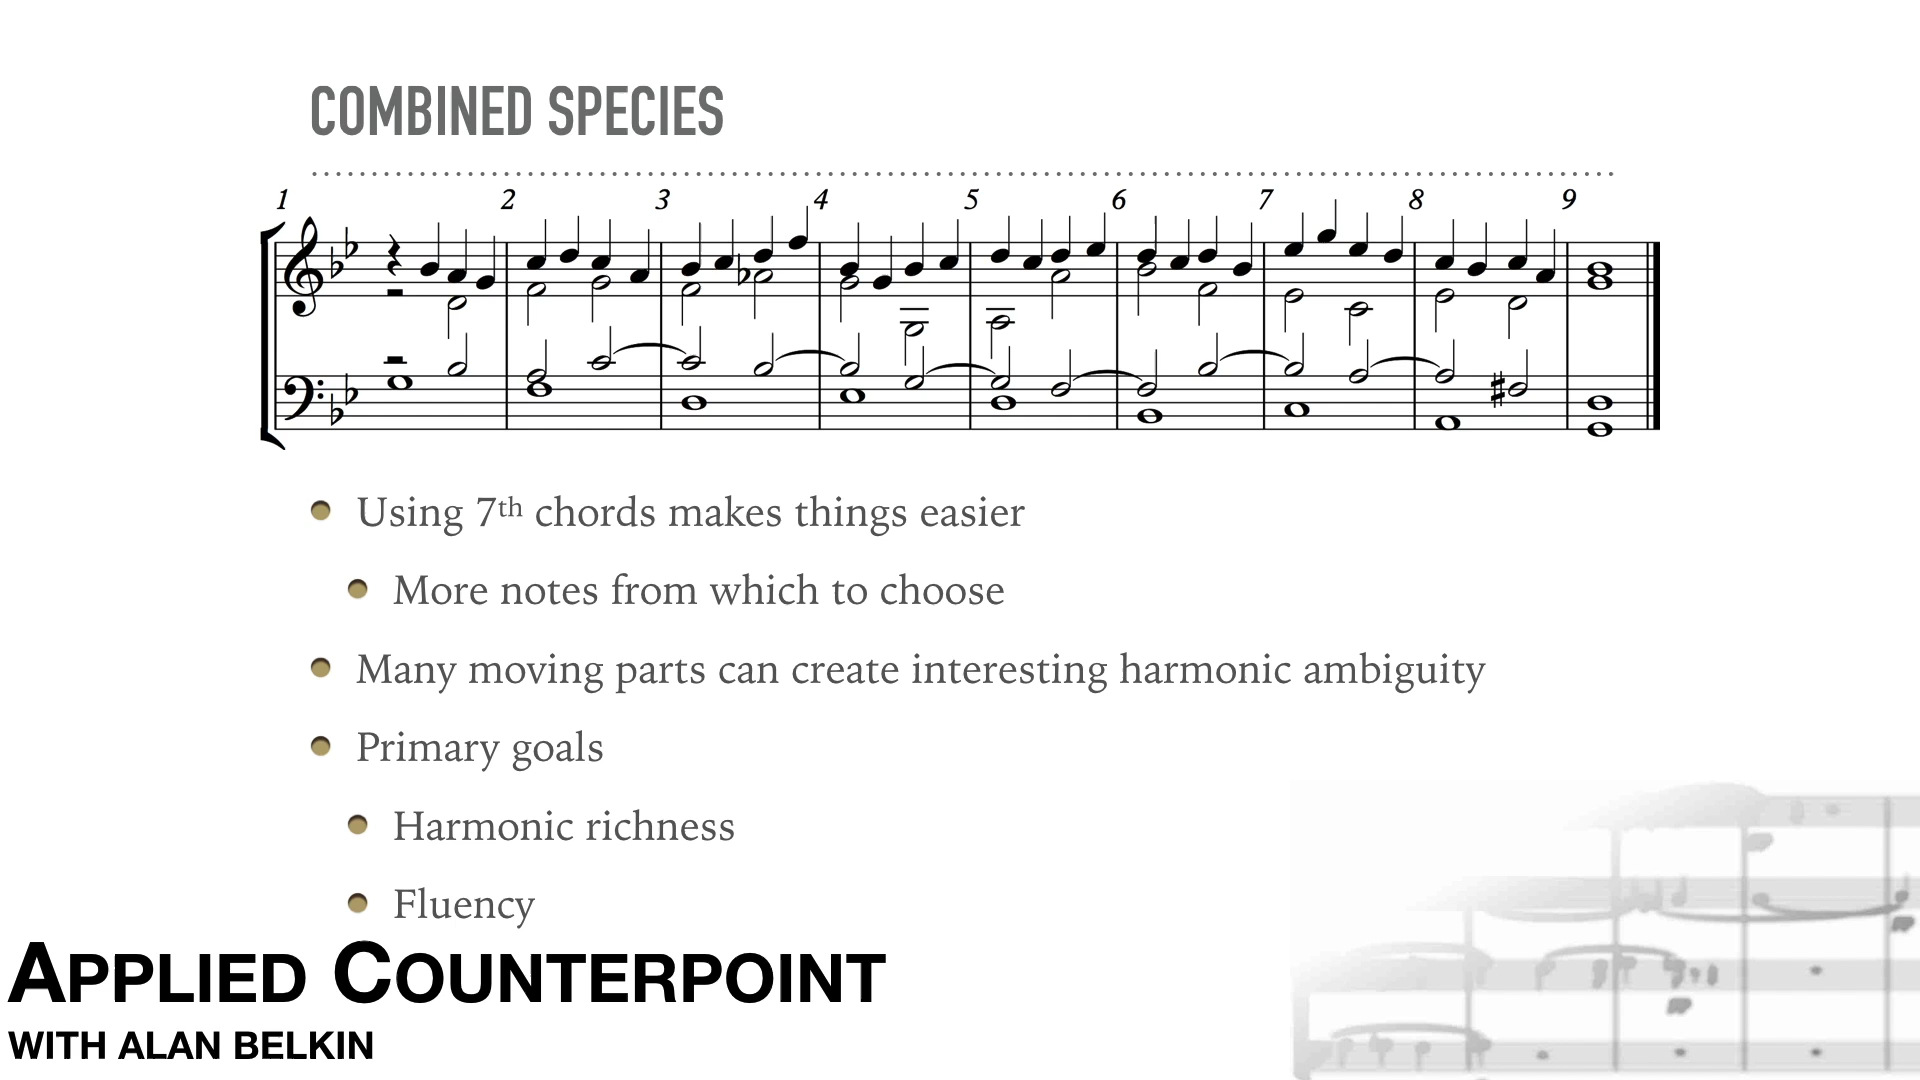 COMBINED SPECIES
1 2 3 4 5 6 7 8 9
Using 7th chords makes things easier
More notes from which to choose
Many moving parts can create interesting harmonic ambiguity
Primary goals
Harmonic richness
Fluency
APPLIED COUNTERPOINT
WITH ALAN BELKIN